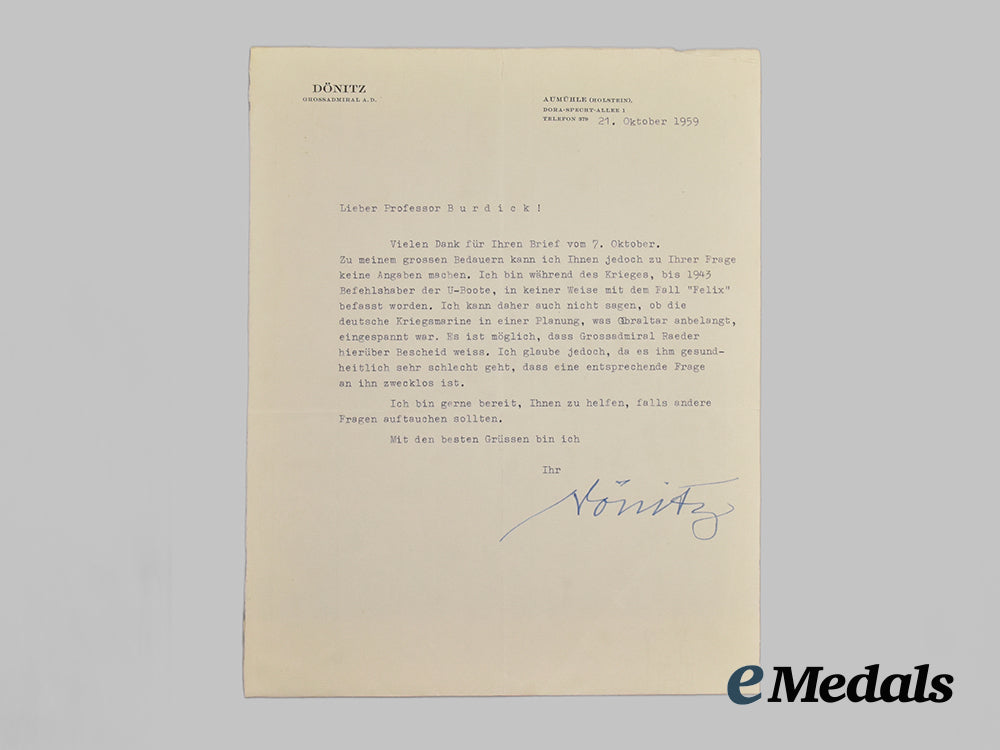 DÖNITZ
GROSSADMIRAL A. D.
AUMÜHLE (HOLSTEIN),
DORA-SPECHT-ALLEE 1
TELEFON 379 21. Oktober 1959
Lieber Professor B u r d i c k !
Vielen Dank für Ihren Brief vom 7. Oktober.
Zu meinem grossen Bedauern kann ich Ihnen jedoch zu Ihrer Frage
keine Angaben machen. Ich bin während des Krieges, bis 1943
Befehlshaber der U-Boote, in keiner Weise mit dem Fall "Felix"
befasst worden. Ich kann daher auch nicht sagen, ob die
deutsche Kriegsmarine in einer Planung, was Gibraltar anbelangt,
eingespannt war. Es ist möglich, dass Grossadmiral Raeder
hierüber Bescheid weiss. Ich glaube jedoch, da es ihm gesund-
heitlich sehr schlecht geht, dass eine entsprechende Frage
an ihn zwecklos ist.
Ich bin gerne bereit, Ihnen zu helfen, falls andere
Fragen auftauchen sollten.
Mit den besten Grüssen bin ich
Ihr
Dönitz
eMedals